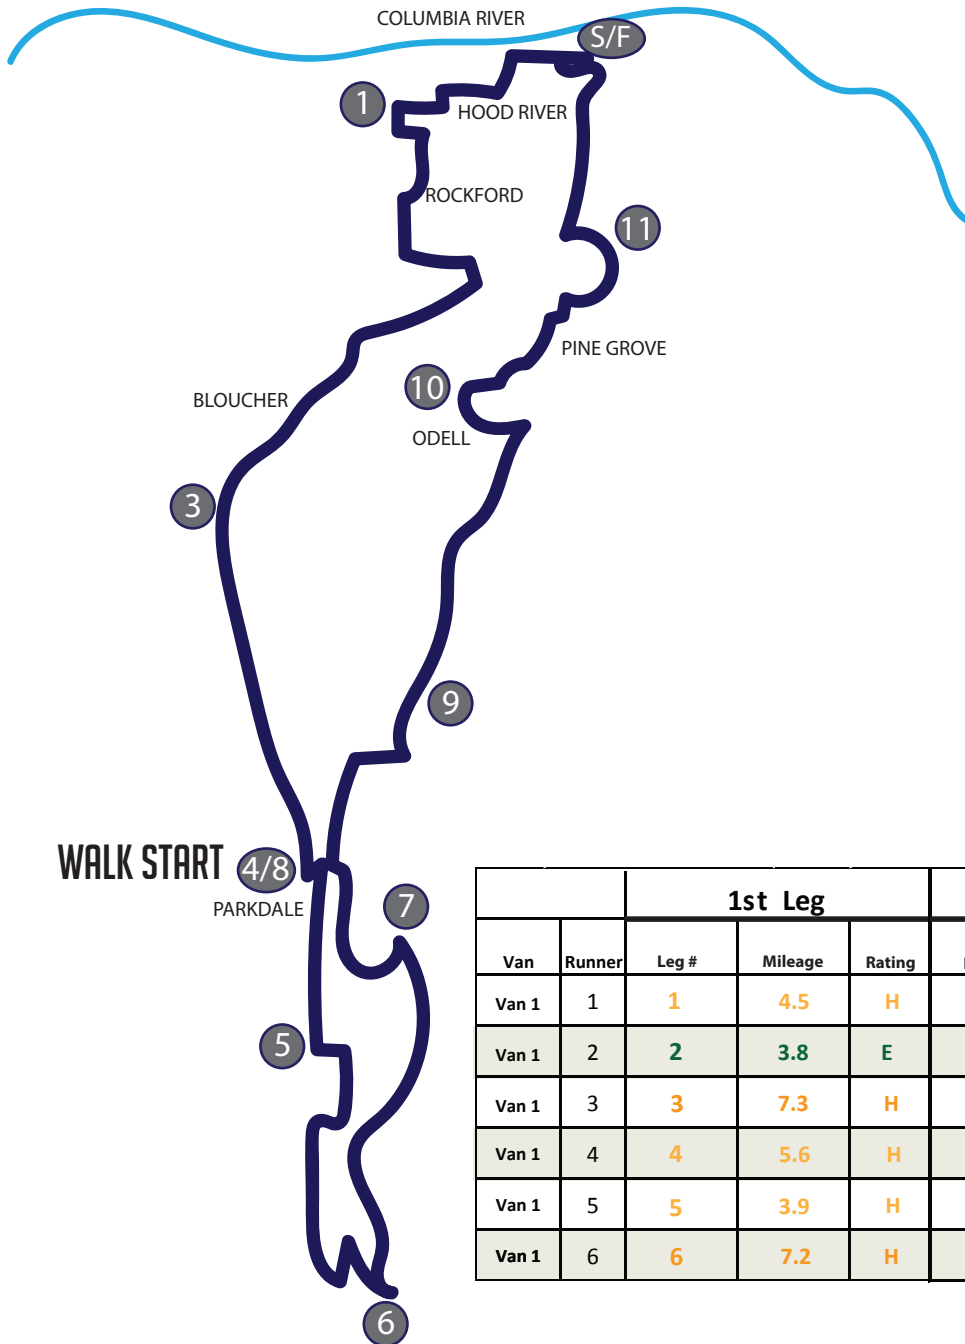 COLUMBIA RIVER
S/F
1
HOOD RIVER
ROCKFORD
11
PINE GROVE
10
BLOUCHER
ODELL
3
9
WALK START 4/8
PARKDALE
7
5
6
1st Leg
Van Runner Leg # Mileage Rating
Van 1 1 1 4.5 H
Van 1 2 2 3.8 E
Van 1 3 3 7.3 H
Van 1 4 4 5.6 H
Van 1 5 5 3.9 H
Van 1 6 6 7.2 H